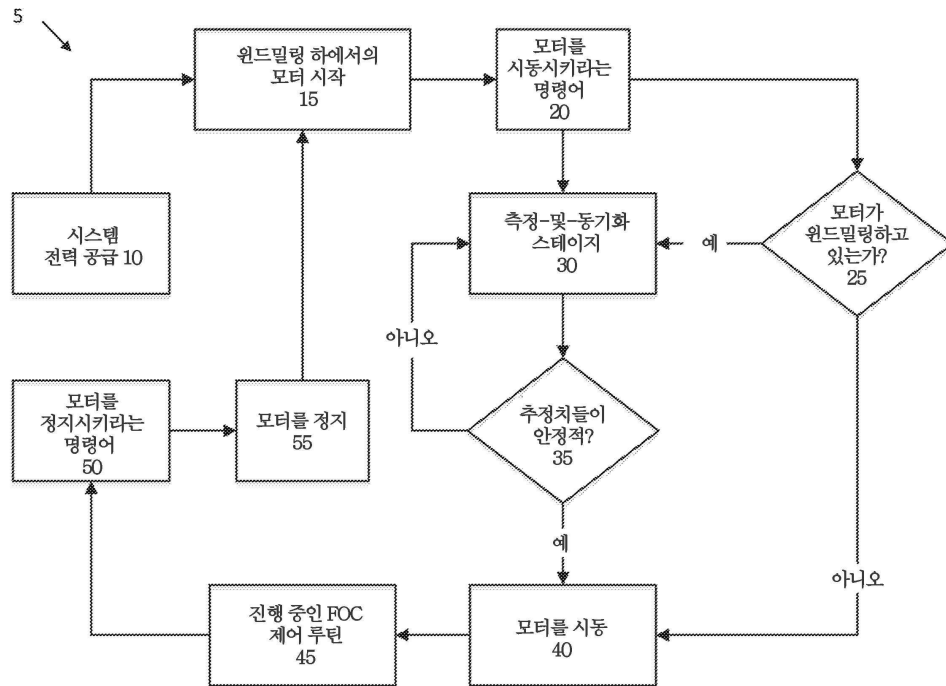 5
윈드밀링 하에서의
모터 시작
15
모터를
시동시키라는
명령어
20
시스템
전력 공급 10
측정-및-동기화
스테이지
30
예
모터가
윈드밀링하고
있는가?
25
아니오
모터를
정지시키라는
명령어
50
모터를 정지
55
추정치들이
안정적?
35
예
아니오
진행 중인 FOC
제어 루틴
45
모터를 시동
40